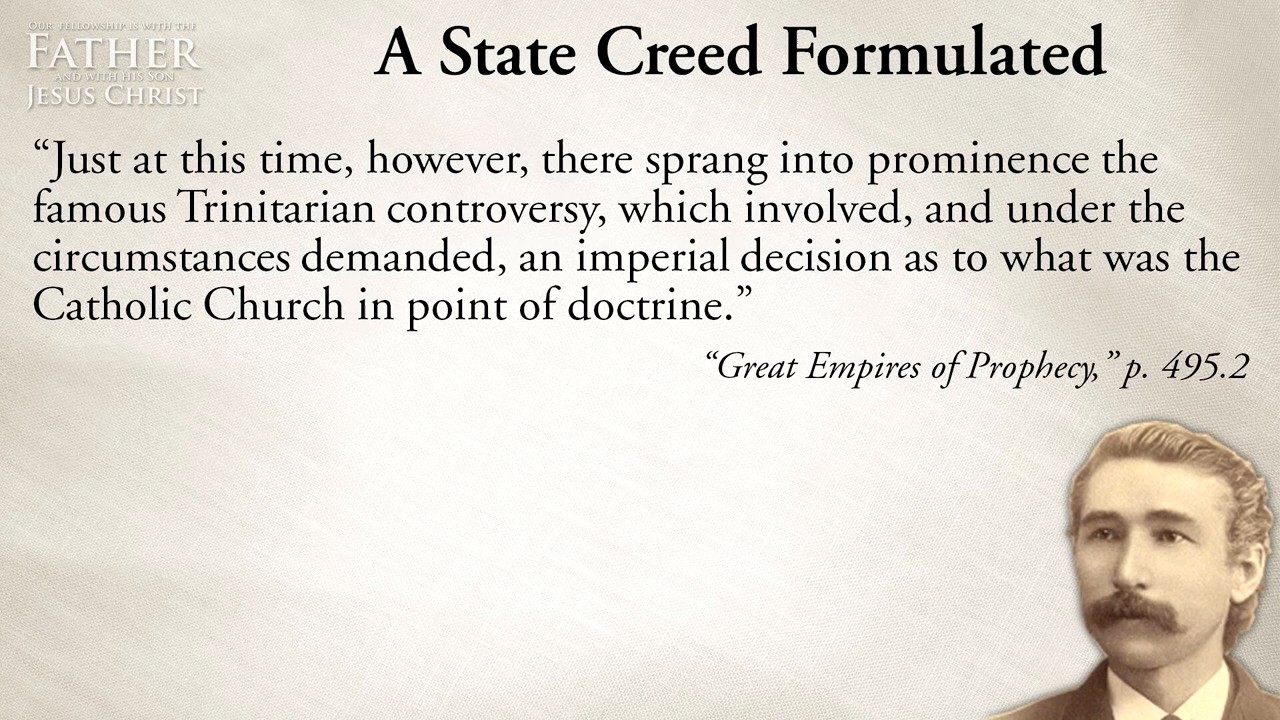 OUR FELLOWSHIP IS WITH THE
FATHER
AND WITH HIS SON
JESUS CHRIST
A State Creed Formulated
“Just at this time, however, there sprang into prominence the
famous Trinitarian controversy, which involved, and under the
circumstances demanded, an imperial decision as to what was the
Catholic Church in point of doctrine.”
“Great Empires of Prophecy,” p. 495.2